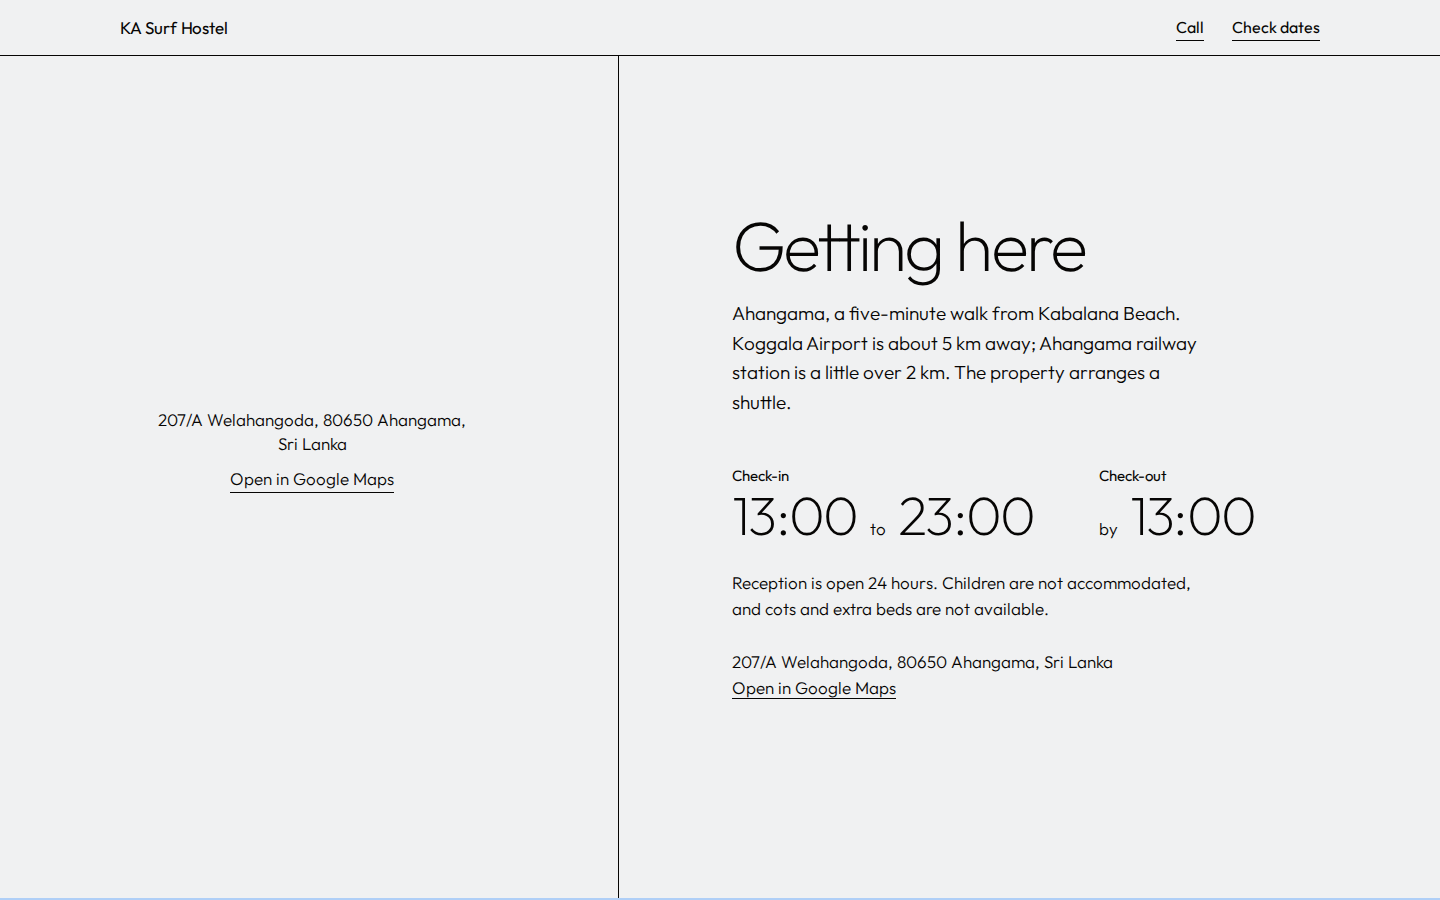 KA Surf Hostel
Call
Check dates
207/A Welahangoda, 80650 Ahangama,
Sri Lanka
Open in Google Maps
Getting here
Ahangama, a five-minute walk from Kabalana Beach.
Koggala Airport is about 5 km away; Ahangama railway
station is a little over 2 km. The property arranges a
shuttle.
Check-in
13:00 to 23:00
Check-out
by 13:00
Reception is open 24 hours. Children are not accommodated,
and cots and extra beds are not available.
207/A Welahangoda, 80650 Ahangama, Sri Lanka
Open in Google Maps